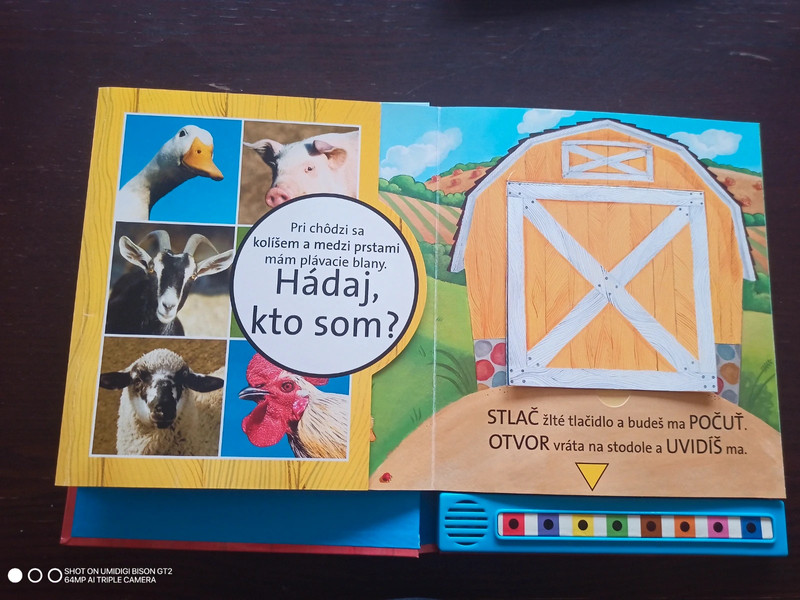 Pri chôdzi sa
kolíšem a medzi prstami
mám plávacie blany.
Hádaj,
kto som?
STLAČ žlté tlačidlo a budeš ma POČUŤ.
OTVOR vráta na stodole a UVIDÍŠ ma.
SHOT ON UMIDIGI BISON GT2
64MP AI TRIPLE CAMERA